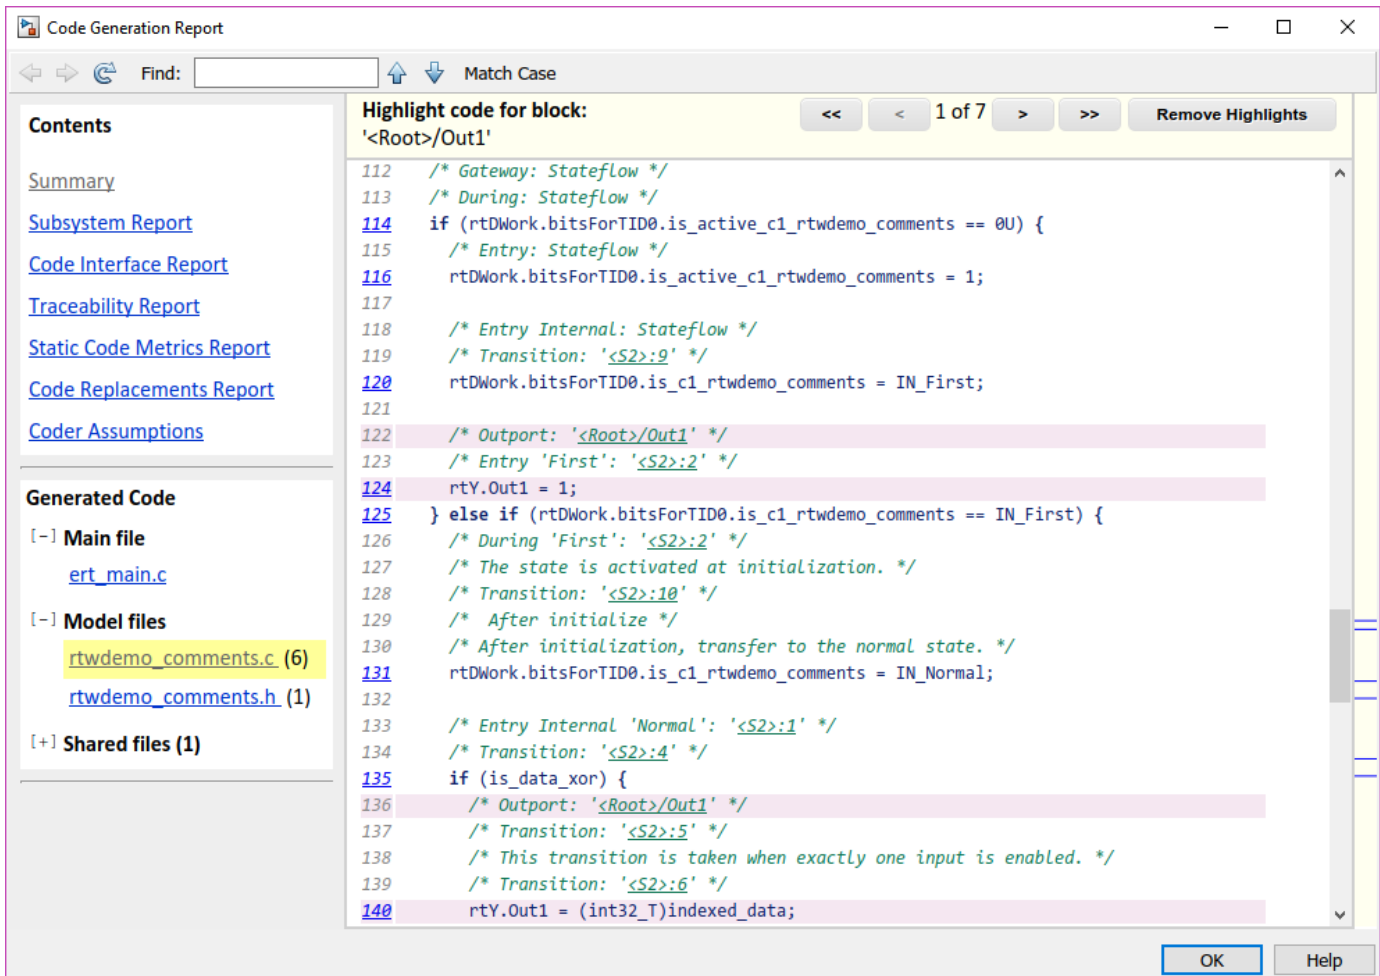 Code Generation Report
Find:
Match Case
Contents
Summary
Subsystem Report
Code Interface Report
Traceability Report
Static Code Metrics Report
Code Replacements Report
Coder Assumptions
Generated Code
[-] Main file
ert_main.c
[-] Model files
rtwdemo_comments.c (6)
rtwdemo_comments.h (1)
[+] Shared files (1)
Highlight code for block:
'<Root>/Out1'
<< < 1 of 7 > >> Remove Highlights
112 /* Gateway: Stateflow */
113 /* During: Stateflow */
114 if (rtDWork.bitsForTID0.is_active_c1_rtwdemo_comments == 0U) {
115 /* Entry: Stateflow */
116 rtDWork.bitsForTID0.is_active_c1_rtwdemo_comments = 1;
117
118 /* Entry Internal: Stateflow */
119 /* Transition: '<S2>:9' */
120 rtDWork.bitsForTID0.is_c1_rtwdemo_comments = IN_First;
121
122 /* Outport: '<Root>/Out1' */
123 /* Entry 'First': '<S2>:2' */
124 rtY.Out1 = 1;
125 } else if (rtDWork.bitsForTID0.is_c1_rtwdemo_comments == IN_First) {
126 /* During 'First': '<S2>:2' */
127 /* The state is activated at initialization. */
128 /* Transition: '<S2>:10' */
129 /*  After initialize */
130 /* After initialization, transfer to the normal state. */
131 rtDWork.bitsForTID0.is_c1_rtwdemo_comments = IN_Normal;
132
133 /* Entry Internal 'Normal': '<S2>:1' */
134 /* Transition: '<S2>:4' */
135 if (is_data_xor) {
136 /* Outport: '<Root>/Out1' */
137 /* Transition: '<S2>:5' */
138 /* This transition is taken when exactly one input is enabled. */
139 /* Transition: '<S2>:6' */
140 rtY.Out1 = (int32_T)indexed_data;
OK
Help